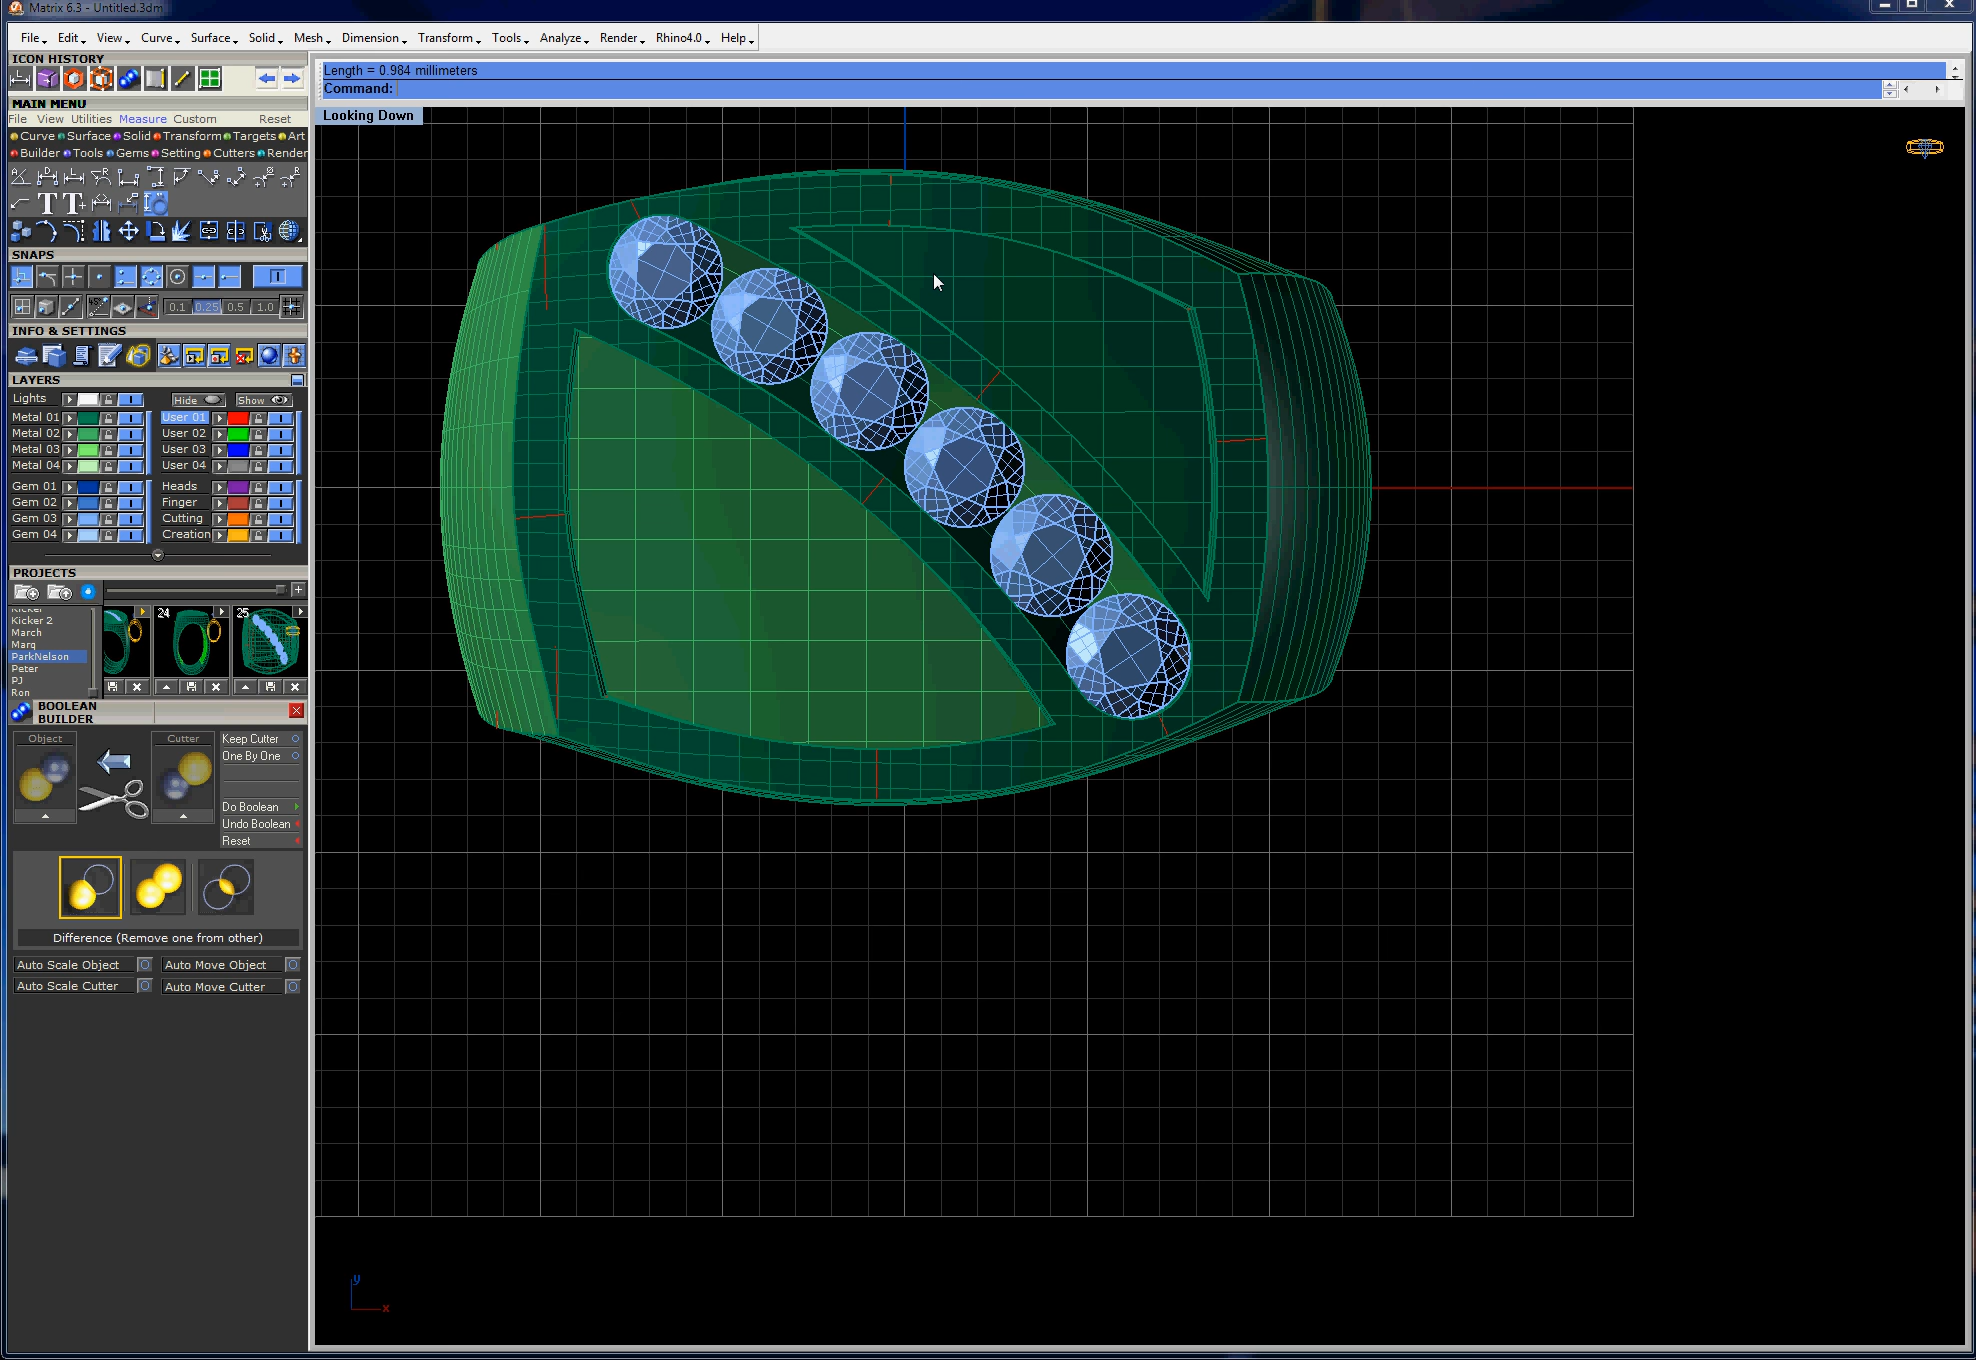 Matrix 6.3 - Untitled.3dm
File Edit View Curve Surface Solid Mesh Dimension Transform Tools Analyze Render Rhino4.0 Help
ICON HISTORY
Length = 0.984 millimeters
Command:
MAIN MENU
File View Utilities Measure Custom Reset
Looking Down
Curve Surface Solid Transform Targets Art
Builder Tools Gems Setting Cutters Render
SNAPS
0.1 0.25 0.5 1.0
INFO & SETTINGS
LAYERS
Lights Hide Show
Metal 01 User 01
Metal 02 User 02
Metal 03 User 03
Metal 04 User 04
Gem 01 Heads
Gem 02 Finger
Gem 03 Cutting
Gem 04 Creation
PROJECTS
Kicker
24 25
Kicker 2
March
Marq
ParkNelson
Peter
PJ
Ron
BOOLEAN
BUILDER
Object Cutter Keep Cutter
One By One
Do Boolean
Undo Boolean
Reset
Difference (Remove one from other)
Auto Scale Object Auto Move Object
Auto Scale Cutter Auto Move Cutter
y
x